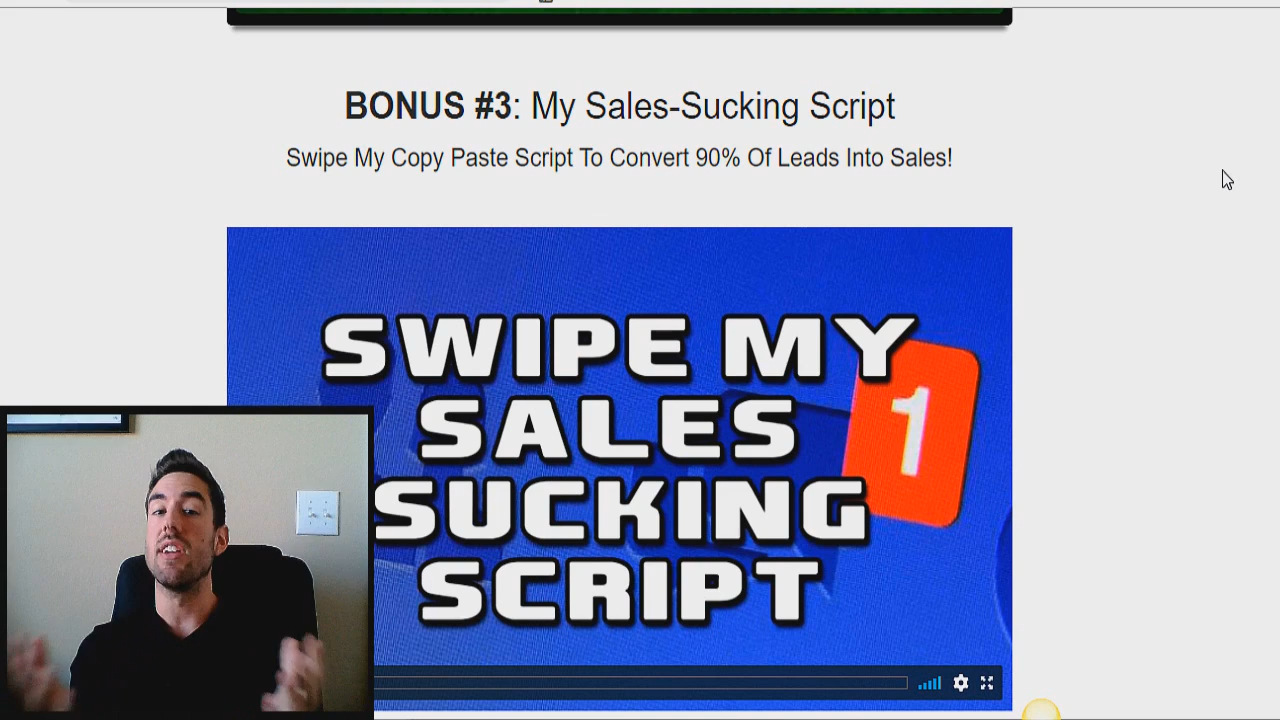 BONUS #3: My Sales-Sucking Script
Swipe My Copy Paste Script To Convert 90% Of Leads Into Sales!
SWIPE MY
1
SALES
SUCKING
SCRIPT